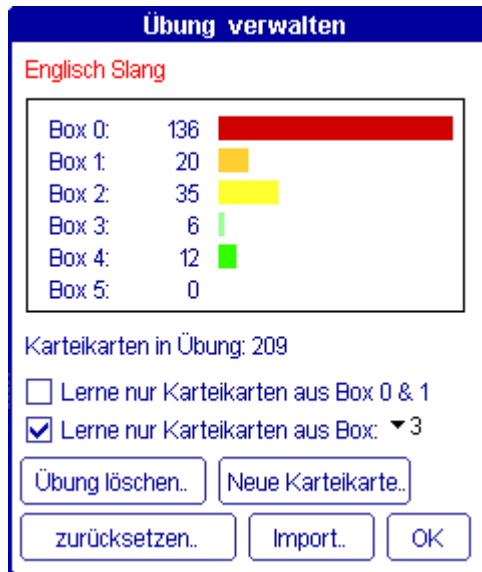 Übung verwalten
Englisch Slang
Box 0: 136
Box 1: 20
Box 2: 35
Box 3: 6
Box 4: 12
Box 5: 0
Karteikarten in Übung: 209
Lerne nur Karteikarten aus Box 0 & 1
Lerne nur Karteikarten aus Box: 3
Übung löschen.. Neue Karteikarte..
zurücksetzen.. Import.. OK